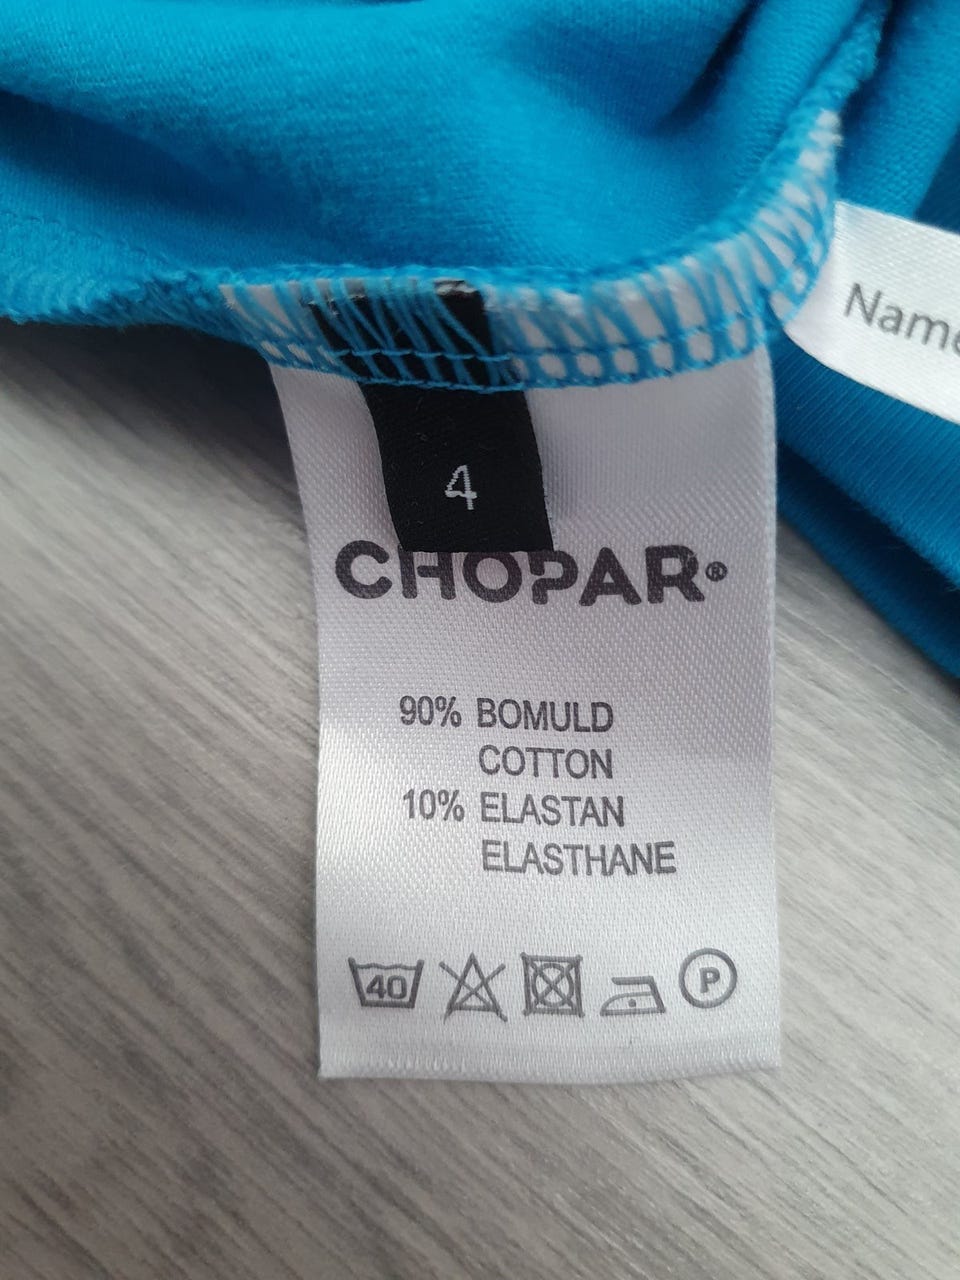 Name
4
CHOPAR®
90% BOMULD
COTTON
10% ELASTAN
ELASTHANE
40
P